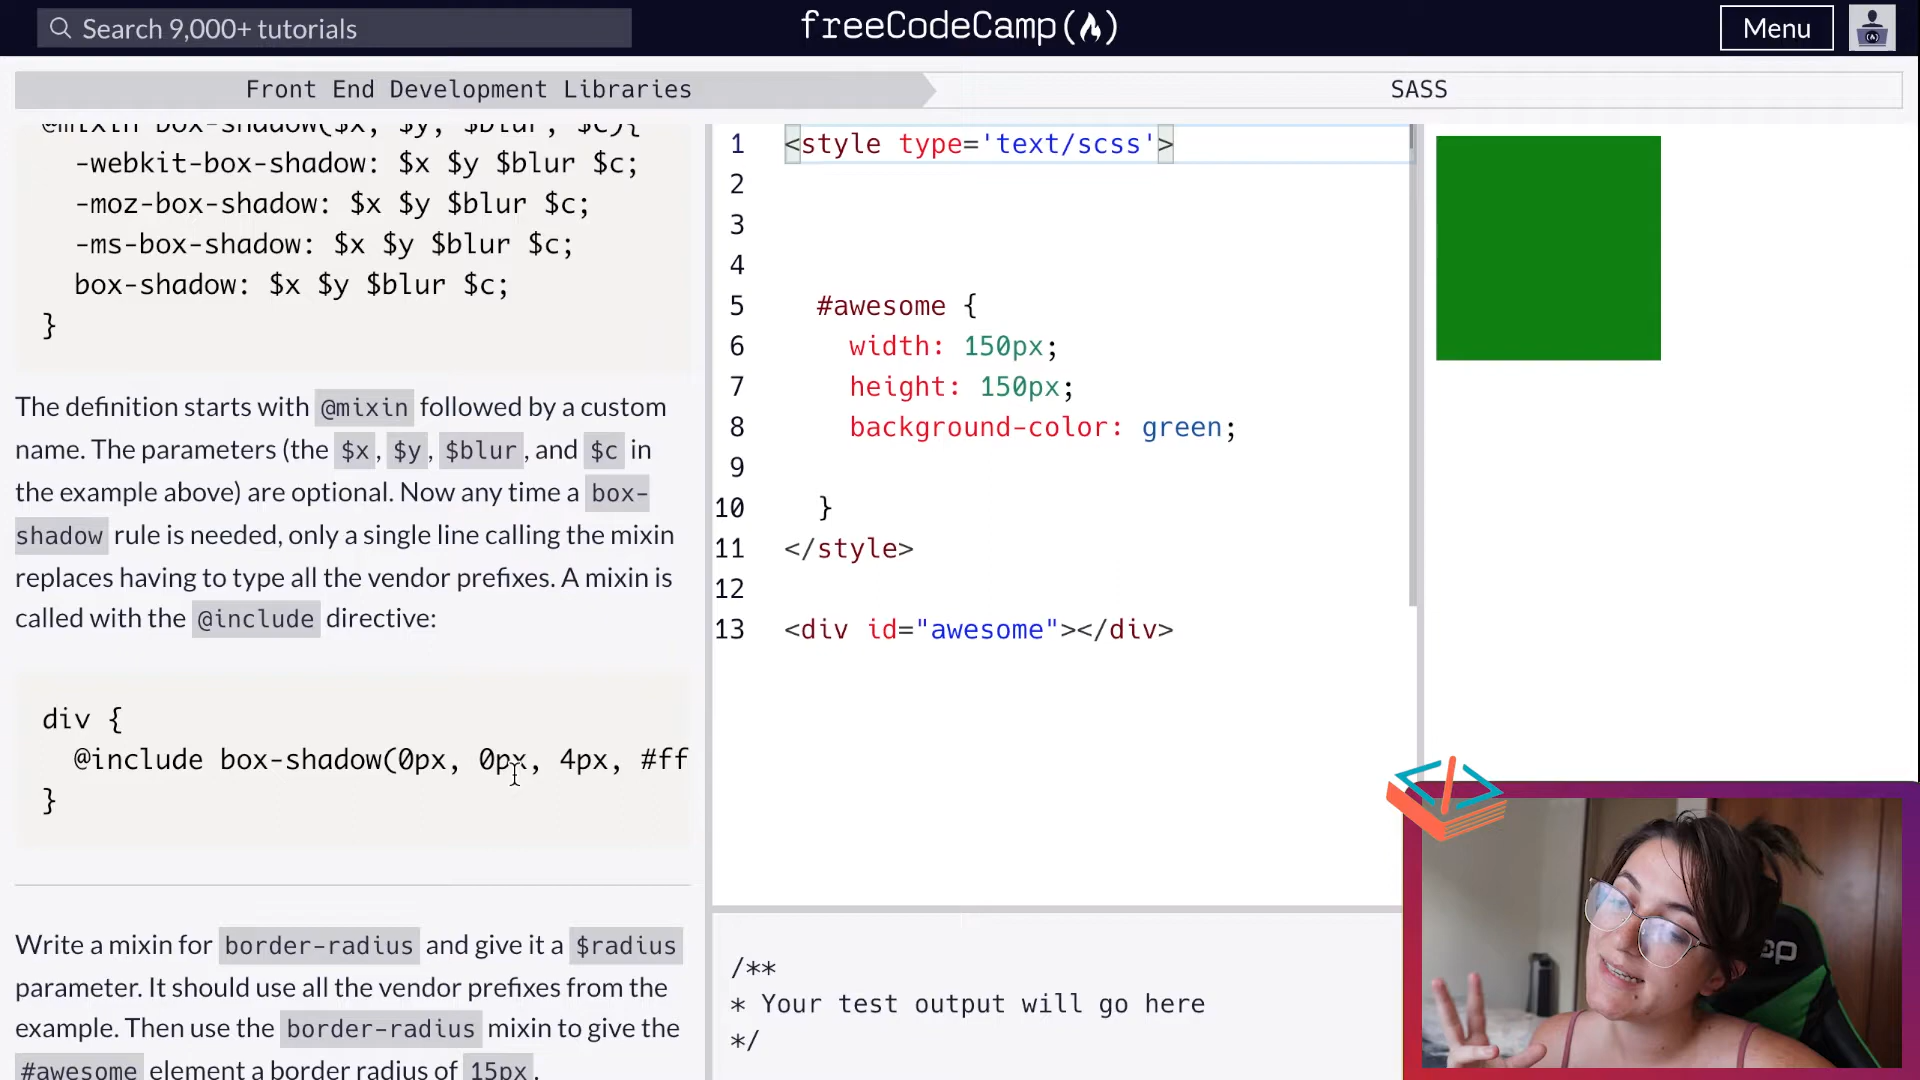 Search 9,000+ tutorials
freeCodeCamp
Menu
Front End Development Libraries
SASS
@mixin box-shadow($x, $y, $blur, $c){
-webkit-box-shadow: $x $y $blur $c;
-moz-box-shadow: $x $y $blur $c;
-ms-box-shadow: $x $y $blur $c;
box-shadow: $x $y $blur $c;
}
The definition starts with @mixin followed by a custom
name. The parameters (the $x, $y, $blur, and $c in
the example above) are optional. Now any time a box-
shadow rule is needed, only a single line calling the mixin
replaces having to type all the vendor prefixes. A mixin is
called with the @include directive:
div {
@include box-shadow(0px, 0px, 4px, #ff
}
Write a mixin for border-radius and give it a $radius
parameter. It should use all the vendor prefixes from the
example. Then use the border-radius mixin to give the
#awesome element a border radius of 15px.
1 <style type='text/scss'>
2
3
4
5 #awesome {
6 width: 150px;
7 height: 150px;
8 background-color: green;
9
10 }
11 </style>
12
13 <div id="awesome"></div>
/**
* Your test output will go here
*/